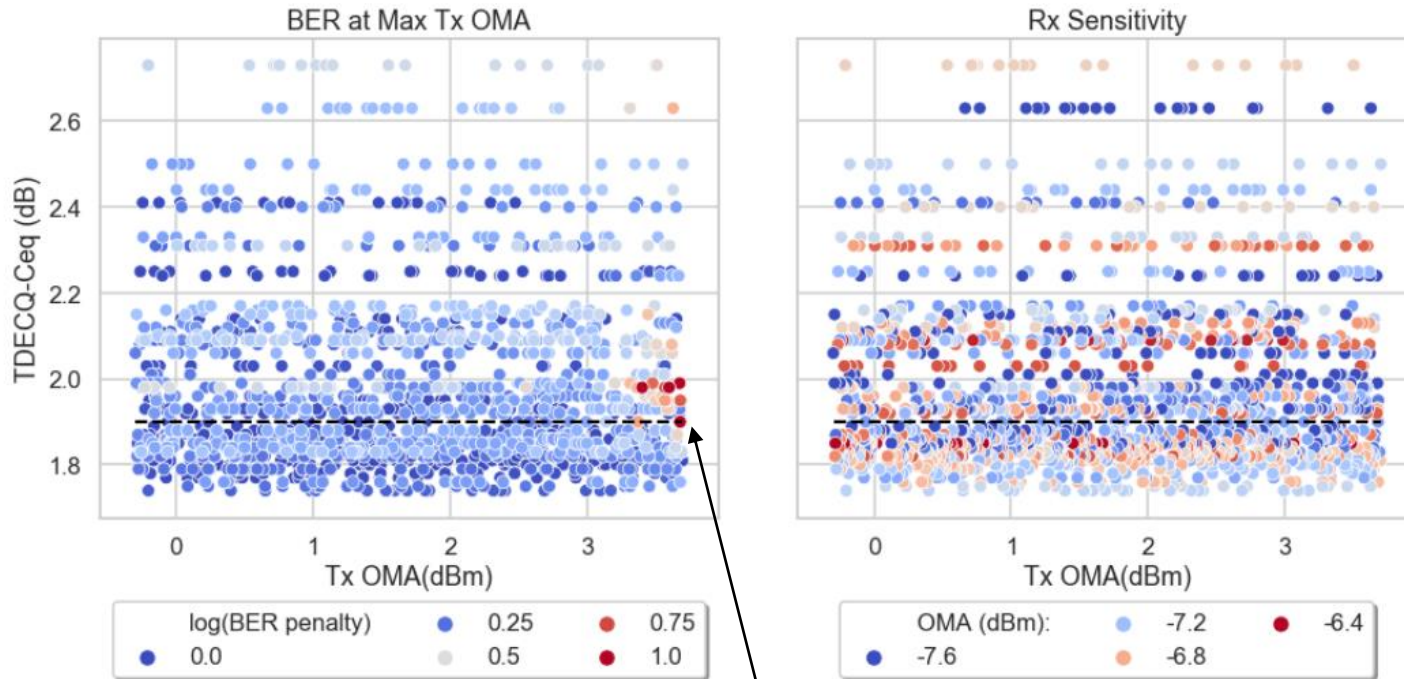 BER at Max Tx OMA
Rx Sensitivity
TDECQ-Ceq (dB)
2.6
2.4
2.2
2.0
1.8
0 1 2 3
0 1 2 3
Tx OMA(dBm)
Tx OMA(dBm)
log(BER penalty) 0.25 0.75
0.0 0.5 1.0
OMA (dBm): -7.2 -6.4
-7.6 -6.8